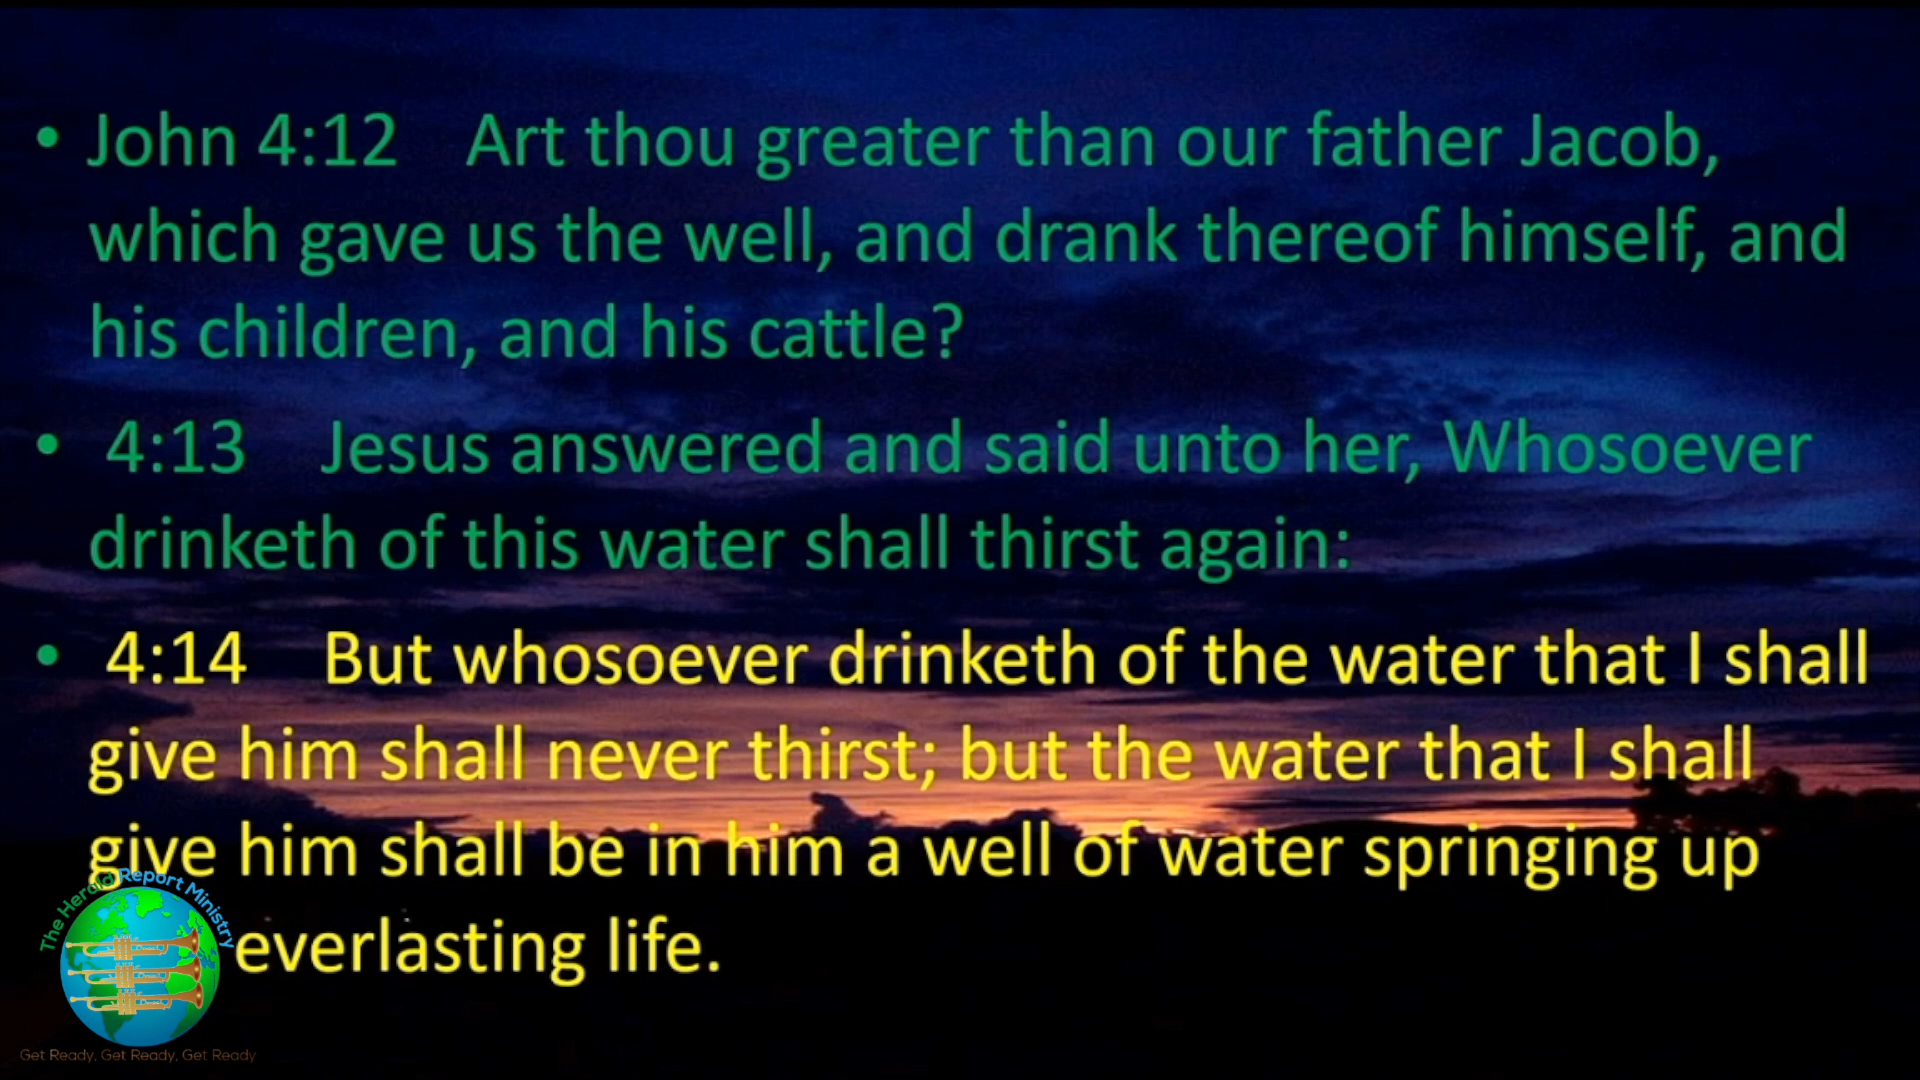 • John 4:12 Art thou greater than our father Jacob,
which gave us the well, and drank thereof himself, and
his children, and his cattle?
• 4:13 Jesus answered and said unto her, Whosoever
drinketh of this water shall thirst again:
• 4:14 But whosoever drinketh of the water that I shall
give him shall never thirst; but the water that I shall
give him shall be in him a well of water springing up
everlasting life.
The Herald Report Ministry
Get Ready, Get Ready, Get Ready